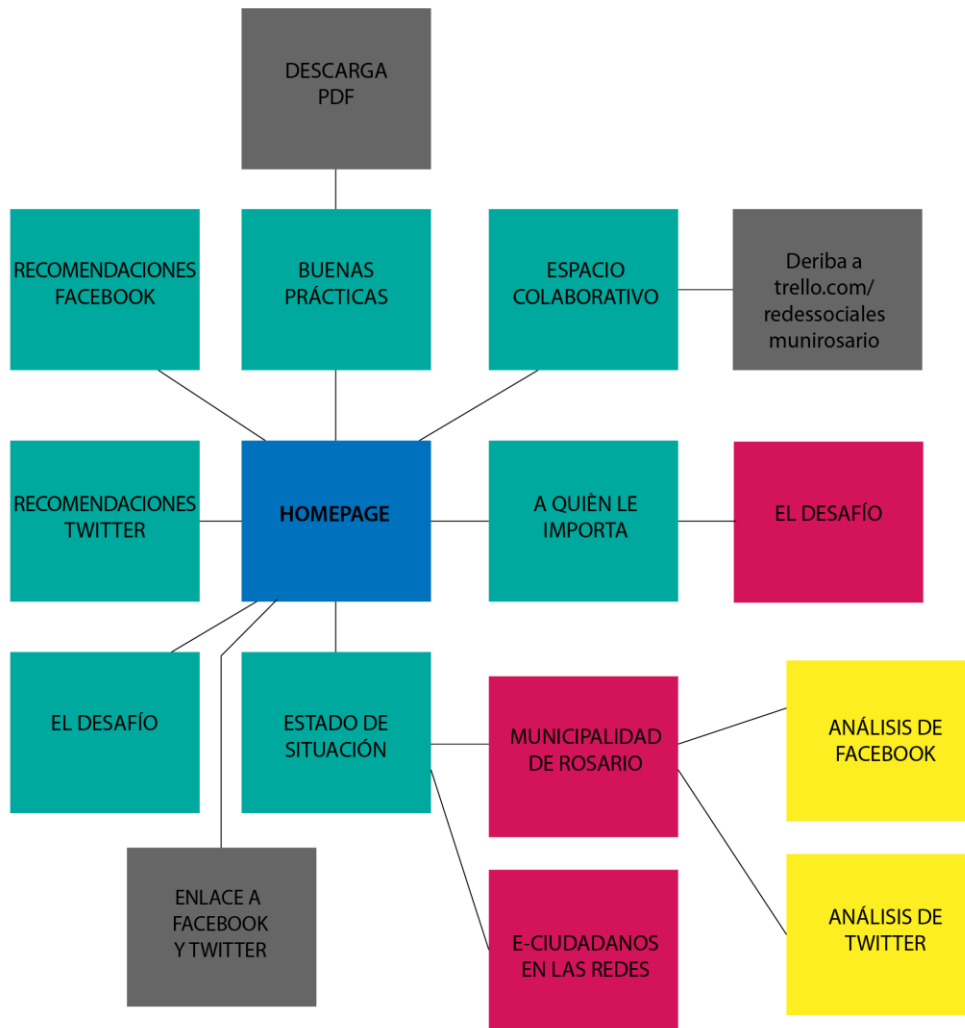 DESCARGA
PDF
RECOMENDACIONES
FACEBOOK
BUENAS
PRÁCTICAS
ESPACIO
COLABORATIVO
Deriba a
trello.com/
redessociales
munirosario
RECOMENDACIONES
TWITTER
HOMEPAGE
A QUIÈN LE
IMPORTA
EL DESAFÍO
EL DESAFÍO
ESTADO DE
SITUACIÓN
MUNICIPALIDAD
DE ROSARIO
ANÁLISIS DE
FACEBOOK
ENLACE A
FACEBOOK
Y TWITTER
E-CIUDADANOS
EN LAS REDES
ANÁLISIS DE
TWITTER